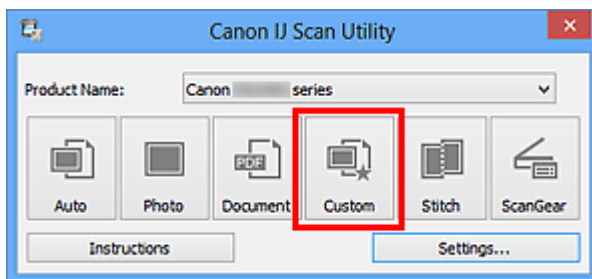 Canon IJ Scan Utility
Product Name: Canon series
PDF
Auto Photo Document Custom Stitch ScanGear
Instructions Settings...